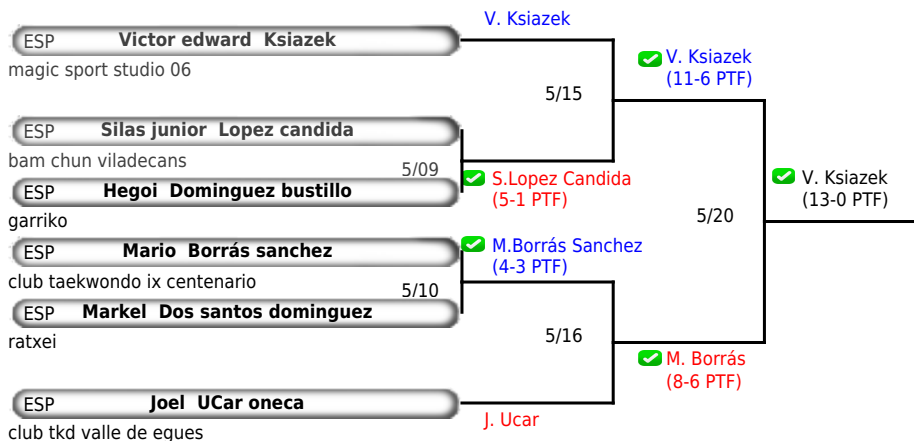 V. Ksiazek
ESP Victor edward Ksiazek
magic sport studio 06
V. Ksiazek
(11-6 PTF)
5/15
ESP Silas junior Lopez candida
bam chun viladecans
5/09
S.Lopez Candida
(5-1 PTF)
ESP Hegoi Dominguez bustillo
garriko
V. Ksiazek
(13-0 PTF)
5/20
ESP Mario Borrás sanchez
club taekwondo ix centenario
M.Borrás Sanchez
(4-3 PTF)
5/10
ESP Markel Dos santos dominguez
ratxei
5/16
M. Borrás
(8-6 PTF)
ESP Joel UCar oneca
club tkd valle de egues
J. Ucar